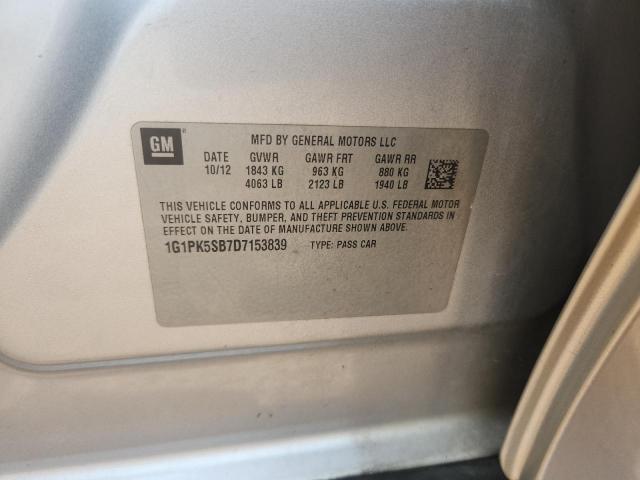 GM ®
MFD BY GENERAL MOTORS LLC
DATE GVWR GAWR FRT GAWR RR
10/12 1843 KG 963 KG 880 KG
4063 LB 2123 LB 1940 LB
THIS VEHICLE CONFORMS TO ALL APPLICABLE U.S. FEDERAL MOTOR
VEHICLE SAFETY, BUMPER, AND THEFT PREVENTION STANDARDS IN
EFFECT ON THE DATE OF MANUFACTURE SHOWN ABOVE.
1G1PK5SB7D7153839 TYPE: PASS CAR